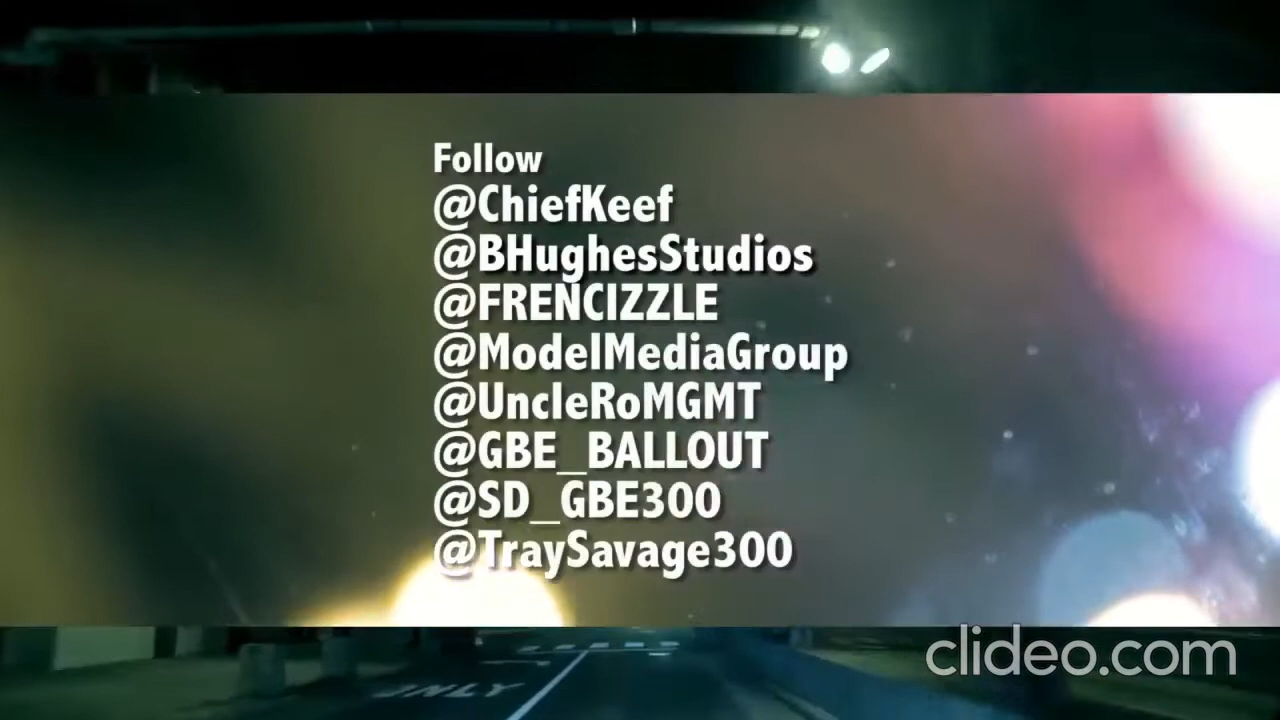 Follow
@ChiefKeef
@BHughesStudios
@FRENCIZZLE
@ModelMediaGroup
@UncleRoMGMT
@GBE_BALLOUT
@SD_GBE300
@TraySavage300
ONLY
clideo.com